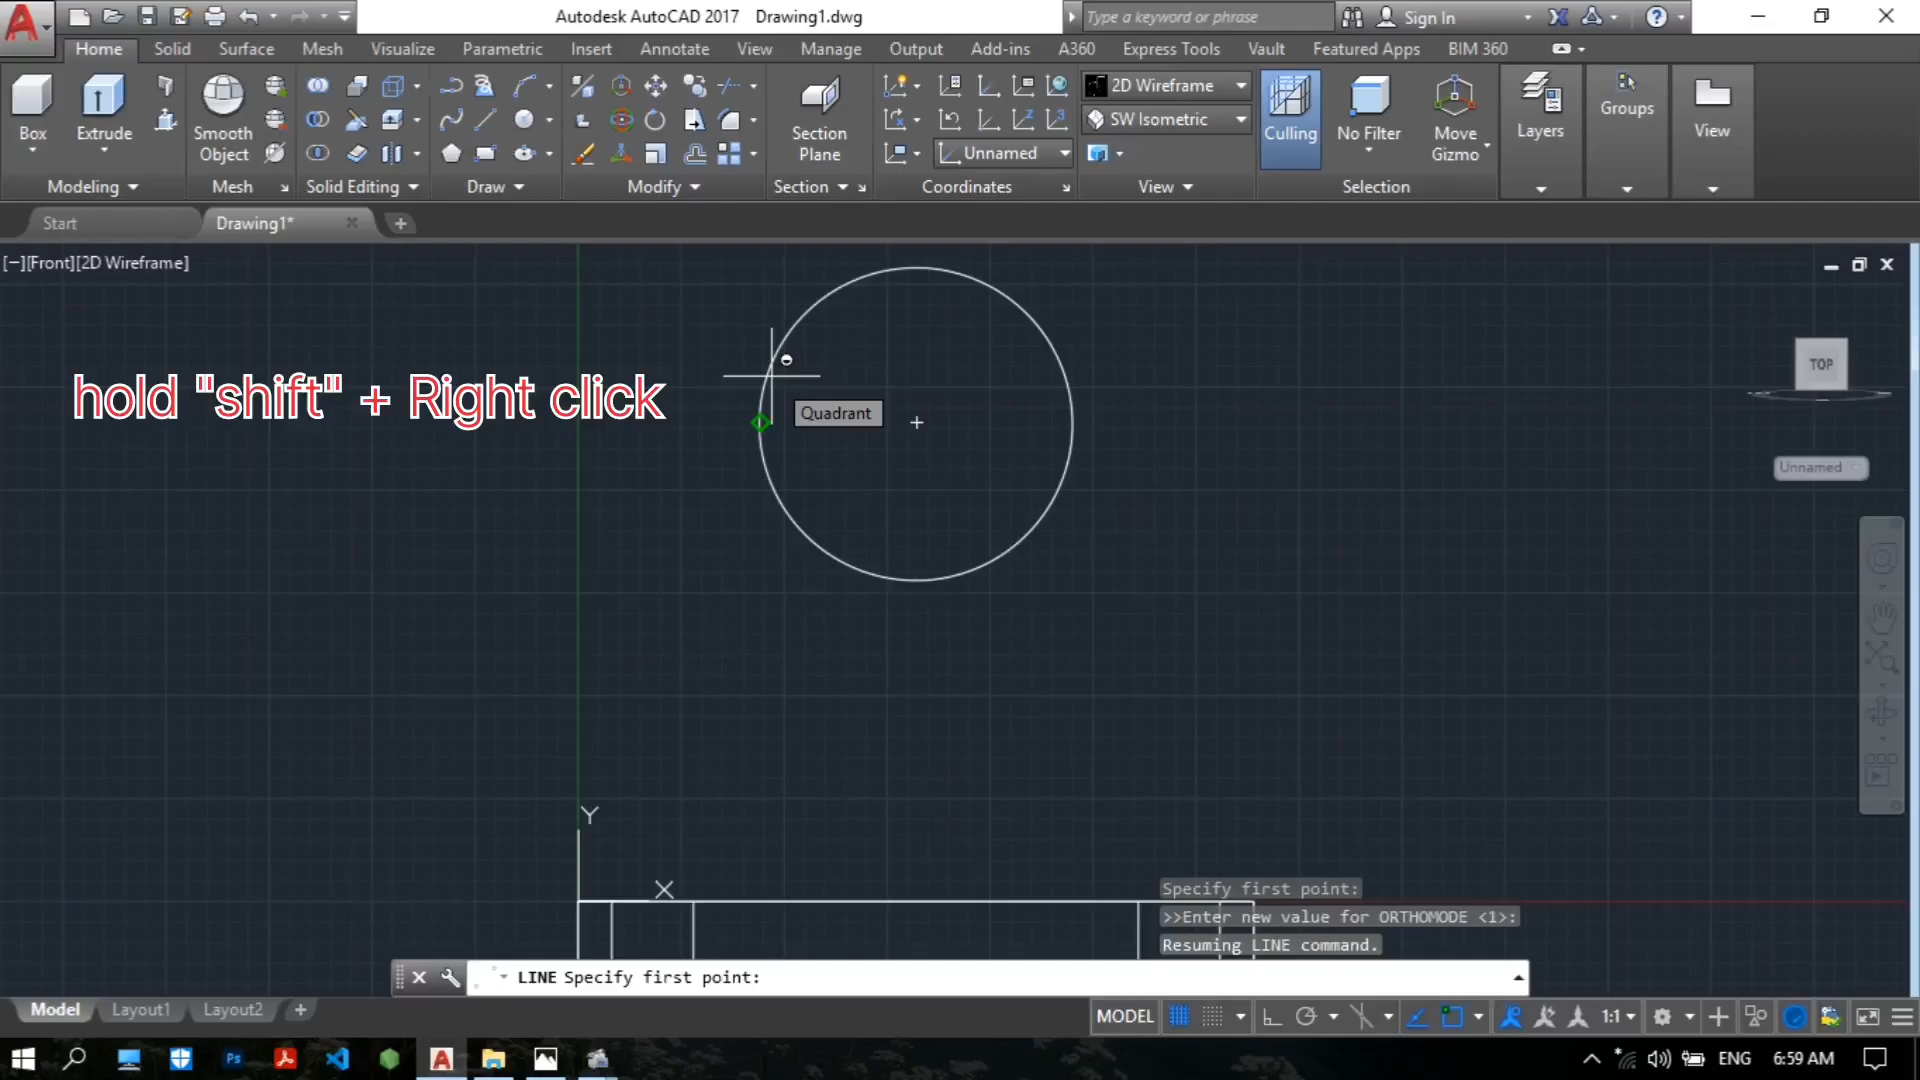 Autodesk AutoCAD 2017 Drawing1.dwg
Type a keyword or phrase
Sign In
Home Solid Surface Mesh Visualize Parametric Insert Annotate View Manage Output Add-ins A360 Express Tools Vault Featured Apps BIM 360
Box
Extrude
Smooth
Object
Section
Plane
2D Wireframe
SW Isometric
Unnamed
Culling
No Filter
Move
Gizmo
Layers
Groups
View
Modeling Mesh Solid Editing Draw Modify Section Coordinates View Selection
Start Drawing1*
[−][Front][2D Wireframe]
TOP
hold "shift" + Right click
Quadrant
Unnamed
Y
X
Specify first point:
>>Enter new value for ORTHOMODE <1>:
Resuming LINE command.
LINE Specify first point:
Model Layout1 Layout2
MODEL
1:1
Ps
ENG 6:59 AM